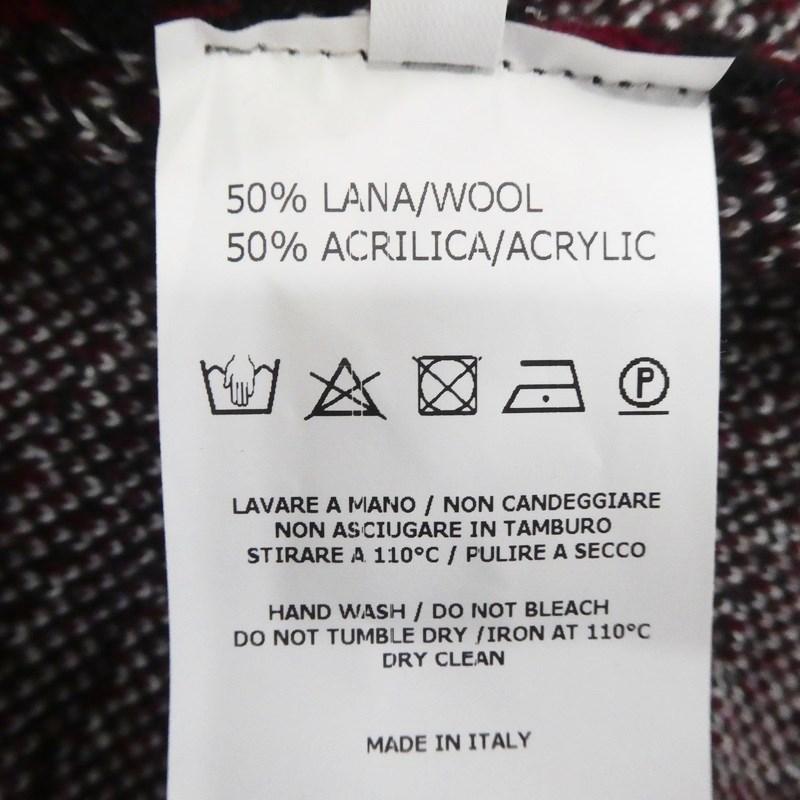 50% LANA/WOOL
50% ACRILICA/ACRYLIC
P
LAVARE A MANO / NON CANDEGGIARE
NON ASCIUGARE IN TAMBURO
STIRARE A 110°C / PULIRE A SECCO
HAND WASH / DO NOT BLEACH
DO NOT TUMBLE DRY /IRON AT 110°C
DRY CLEAN
MADE IN ITALY